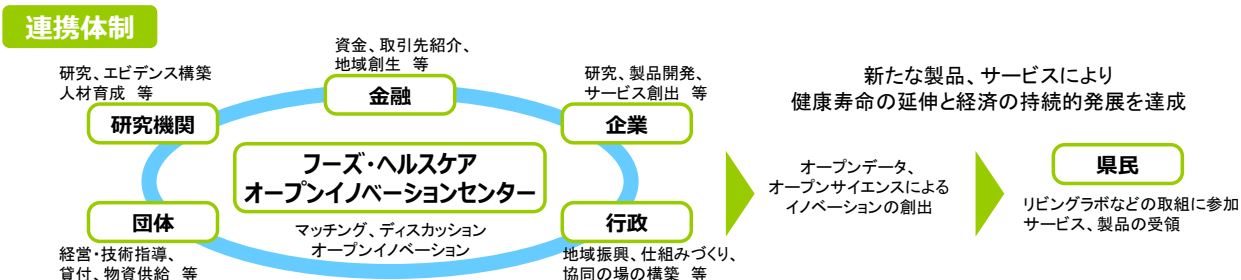 連携体制
資金、取引先紹介、
地域創生 等
金融
研究、エビデンス構築
人材育成 等
研究機関
研究、製品開発、
サービス創出 等
企業
フーズ・ヘルスケア
オープンイノベーションセンター
マッチング、ディスカッション
オープンイノベーション
団体
経営・技術指導、
貸付、物資供給 等
行政
地域振興、仕組みづくり、
協同の場の構築 等
新たな製品、サービスにより
健康寿命の延伸と経済の持続的発展を達成
オープンデータ、
オープンサイエンスによる
イノベーションの創出
県民
リビングラボなどの取組に参加
サービス、製品の受領